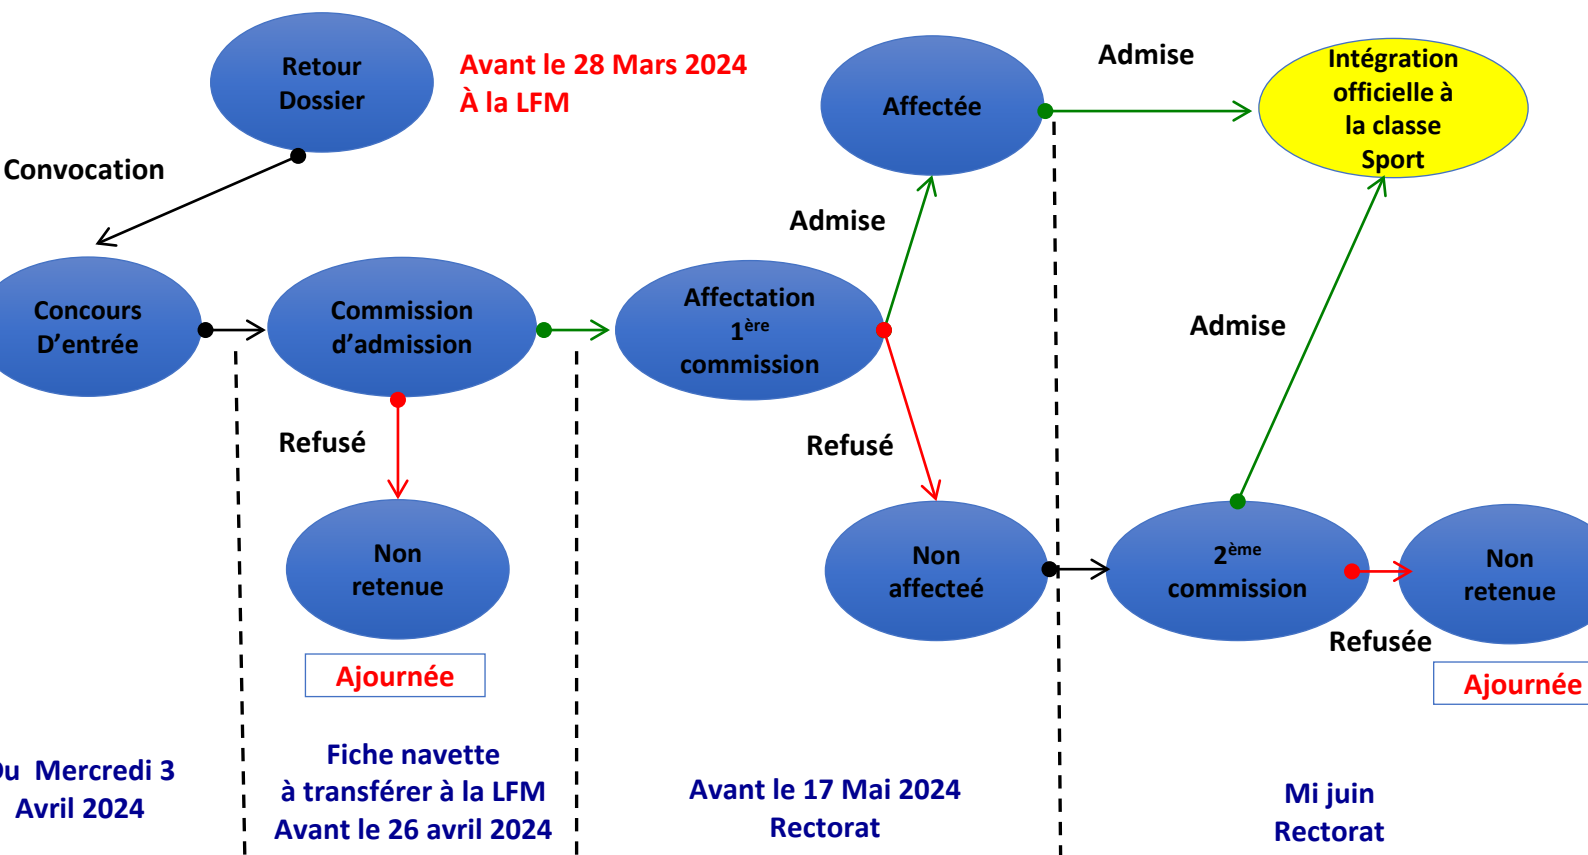 Retour
Dossier
Avant le 28 Mars 2024
À la LFM
Convocation
Concours
D'entrée
Commission
d'admission
Refusé
Non
retenue
Ajournée
Affectation
1ère
commission
Admise
Affectée
Admise
Intégration
officielle à
la classe
Sport
Refusé
Non
affecteé
2ème
commission
Admise
Refusée
Non
retenue
Ajournée
Mercredi 3
Avril 2024
Fiche navette
à transférer à la LFM
Avant le 26 avril 2024
Avant le 17 Mai 2024
Rectorat
Mi juin
Rectorat